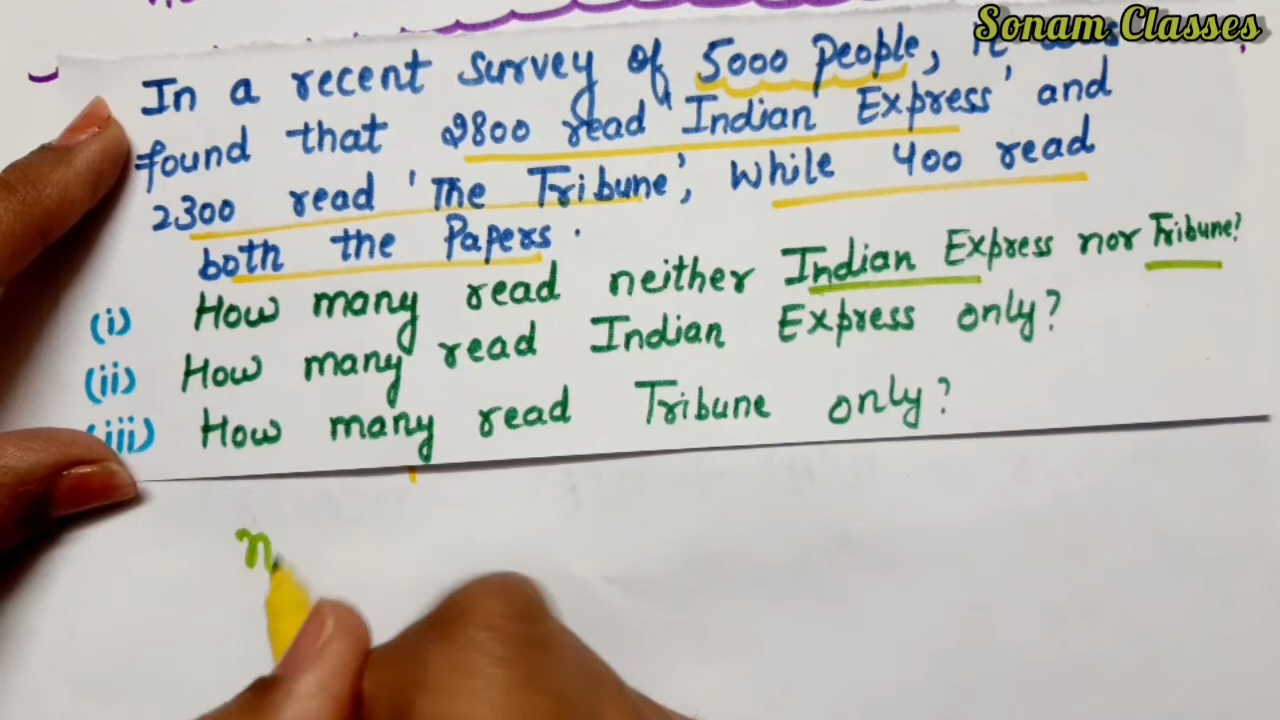 Sonam Classes
In a recent survey of 5000 people, it was
found that 2800 read 'Indian Express' and
2300 read 'The Tribune', While 400 read
both the Papers.
(i) How many read neither Indian Express nor Tribune?
(ii) How many read Indian Express only?
(iii) How many read Tribune only?
n